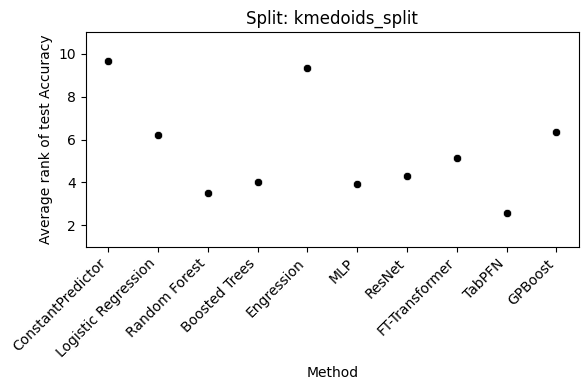 Split: kmedoids_split
Average rank of test Accuracy
10
8
6
4
2
ConstantPredictor
Logistic Regression
Random Forest
Boosted Trees
Engression
MLP
ResNet
FT-Transformer
TabPFN
GPBoost
Method